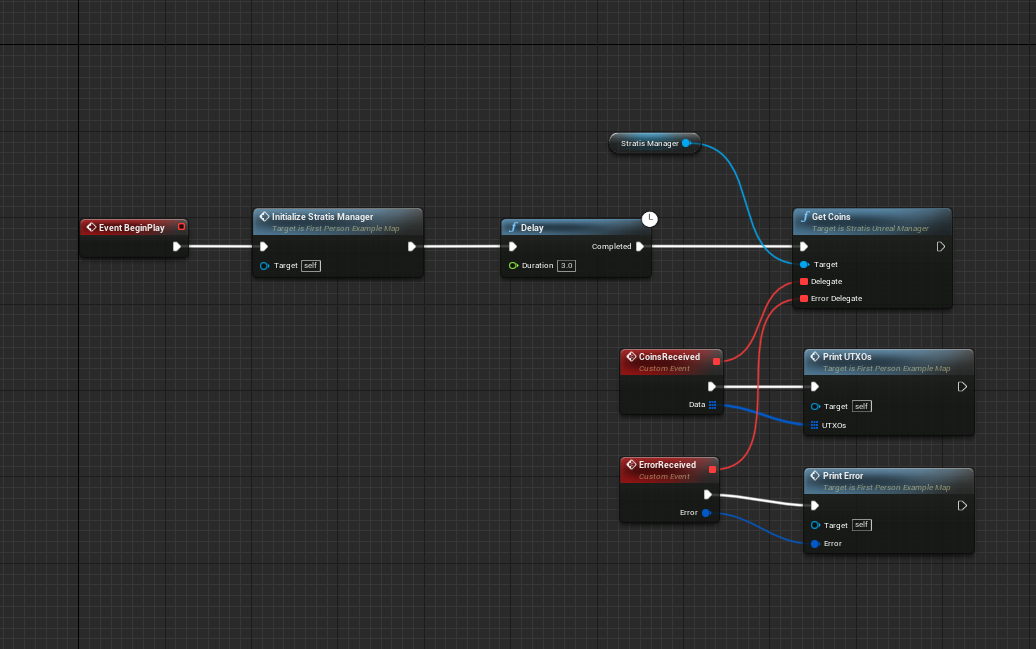 Stratis Manager
Event BeginPlay
Initialize Stratis Manager
Target is First Person Example Map
Target self
Delay
Completed
Duration 3.0
Get Coins
Target is Stratis Unreal Manager
Target
Delegate
Error Delegate
CoinsReceived
Custom Event
Data
Print UTXOs
Target is First Person Example Map
Target self
UTXOs
ErrorReceived
Custom Event
Error
Print Error
Target is First Person Example Map
Target self
Error